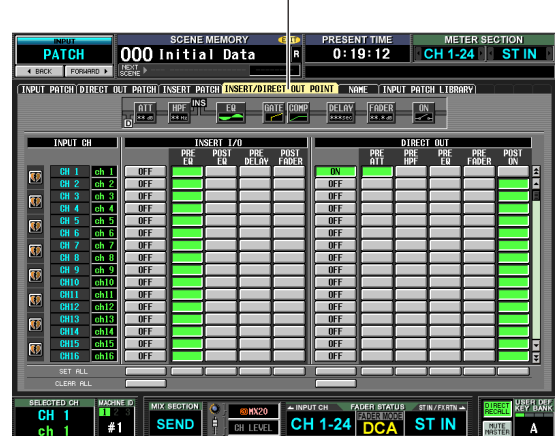 INPUT
PATCH
SCENE MEMORY
EDIT
PRESENT TIME
METER SECTION
000 Initial Data R
0:19:12
CH 1-24
ST IN
BACK
FORWARD
NEXT SCENE
INPUT PATCH
DIRECT OUT PATCH
INSERT PATCH
INSERT/DIRECT OUT POINT
NAME
INPUT PATCH LIBRARY
ATT
HPF
INS
EQ
GATE
COMP
DELAY
FADER
ON
D
INPUT CH
INSERT I/O
DIRECT OUT
PRE EQ
POST EQ
PRE DELAY
POST FADER
PRE ATT
PRE HPF
PRE EQ
PRE FADER
POST ON
CH 1 ch 1 OFF ON
CH 2 ch 2 OFF OFF
CH 3 ch 3 OFF OFF
CH 4 ch 4 OFF OFF
CH 5 ch 5 OFF OFF
CH 6 ch 6 OFF OFF
CH 7 ch 7 OFF OFF
CH 8 ch 8 OFF OFF
CH 9 ch 9 OFF OFF
CH10 ch10 OFF OFF
CH11 ch11 OFF OFF
CH12 ch12 OFF OFF
CH13 ch13 OFF OFF
CH14 ch14 OFF OFF
CH15 ch15 OFF OFF
CH16 ch16 OFF OFF
SET ALL
CLEAR ALL
SELECTED CH
CH 1
ch 1
MACHINE ID
1 2 3
#1
MIX SECTION
SEND
MX20
CH LEVEL
INPUT CH
FADER STATUS
ST IN/FXRTN
CH 1-24
FADER MODE
DCA
ST IN
DIRECT RECALL
MUTE MASTER
USER DEF KEY BANK
A